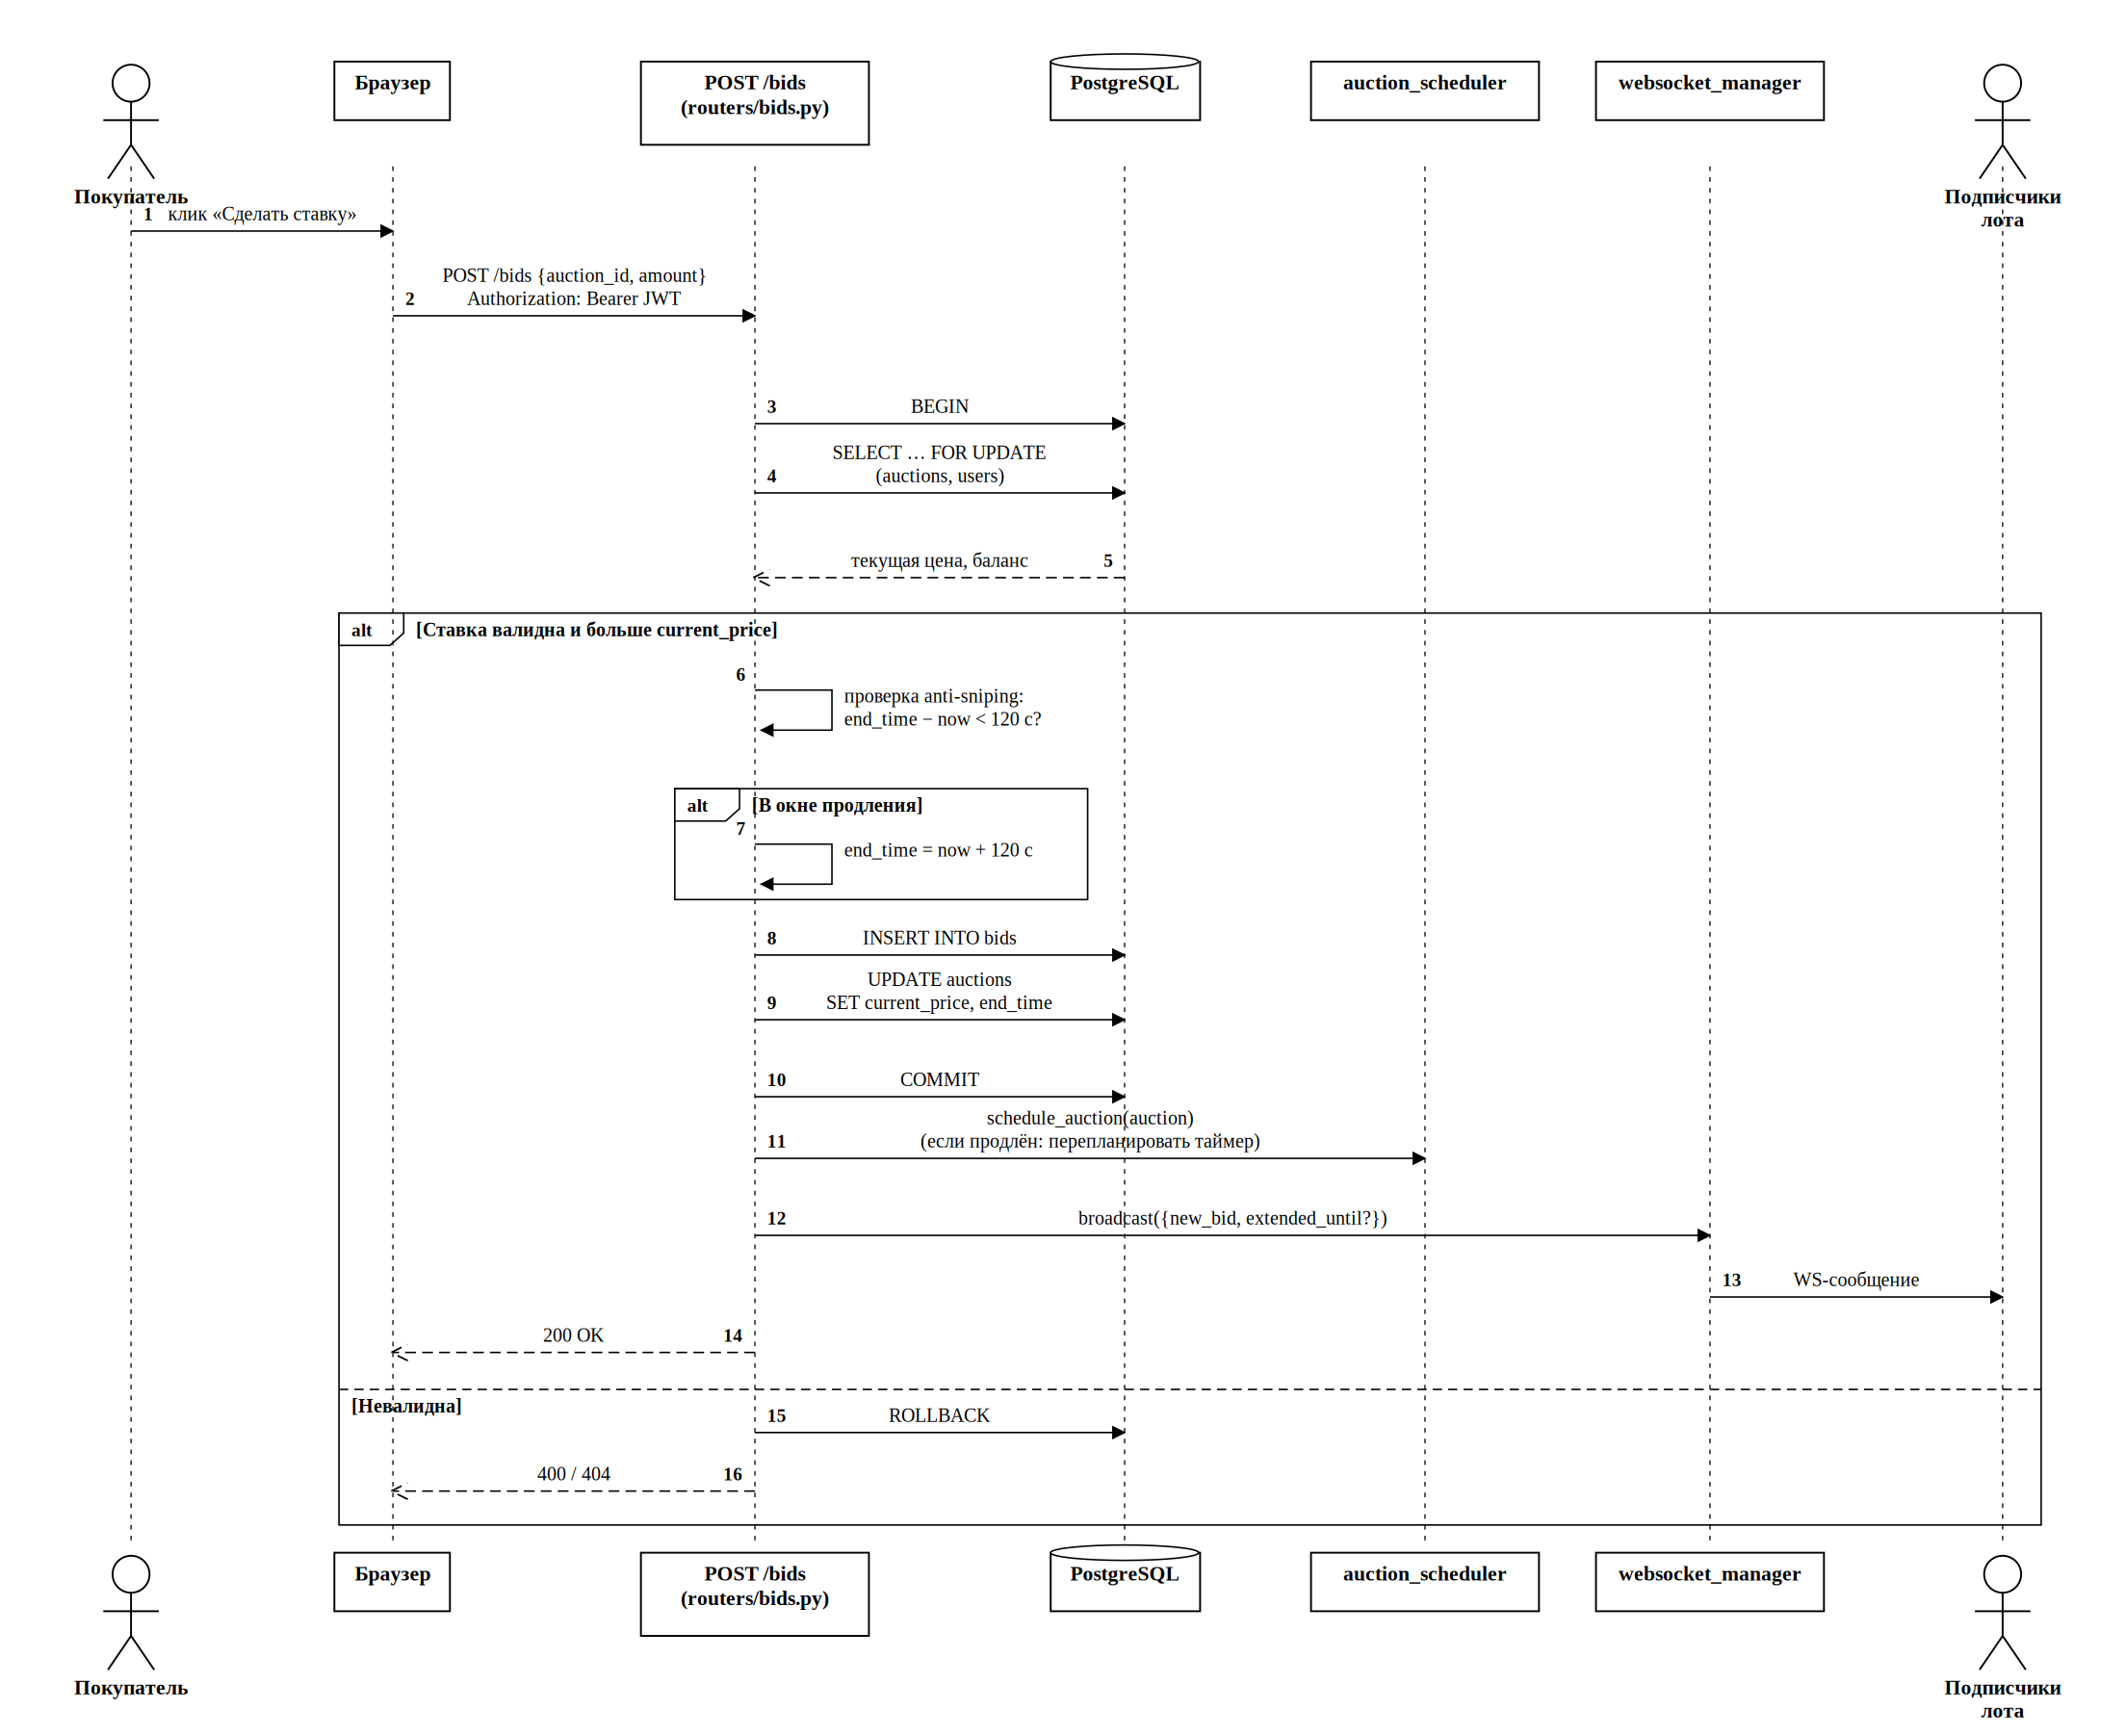 Браузер
POST /bids
(routers/bids.py)
PostgreSQL
auction_scheduler
websocket_manager
Покупатель
Подписчики
лота
1 клик «Сделать ставку»
POST /bids {auction_id, amount}
2 Authorization: Bearer JWT
3 BEGIN
SELECT … FOR UPDATE
4 (auctions, users)
текущая цена, баланс 5
alt [Ставка валидна и больше current_price]
6
проверка anti-sniping:
end_time − now < 120 с?
alt [В окне продления]
7
end_time = now + 120 с
8 INSERT INTO bids
UPDATE auctions
9 SET current_price, end_time
10 COMMIT
schedule_auction(auction)
11 (если продлён: перепланировать таймер)
12 broadcast({new_bid, extended_until?})
13 WS-сообщение
200 OK 14
[Невалидна]
15 ROLLBACK
400 / 404 16
Браузер
POST /bids
(routers/bids.py)
PostgreSQL
auction_scheduler
websocket_manager
Покупатель
Подписчики
лота